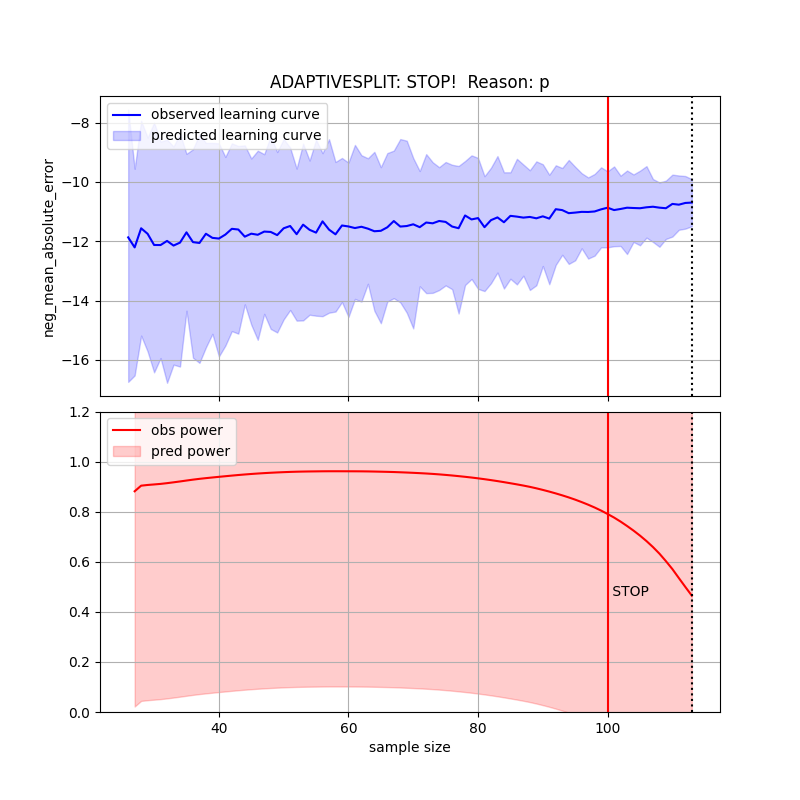 ADAPTIVESPLIT: STOP!  Reason: p
observed learning curve
predicted learning curve
neg_mean_absolute_error
−8
−10
−12
−14
−16
obs power
pred power
1.2
1.0
0.8
0.6
0.4
0.2
0.0
STOP
40 60 80 100
sample size